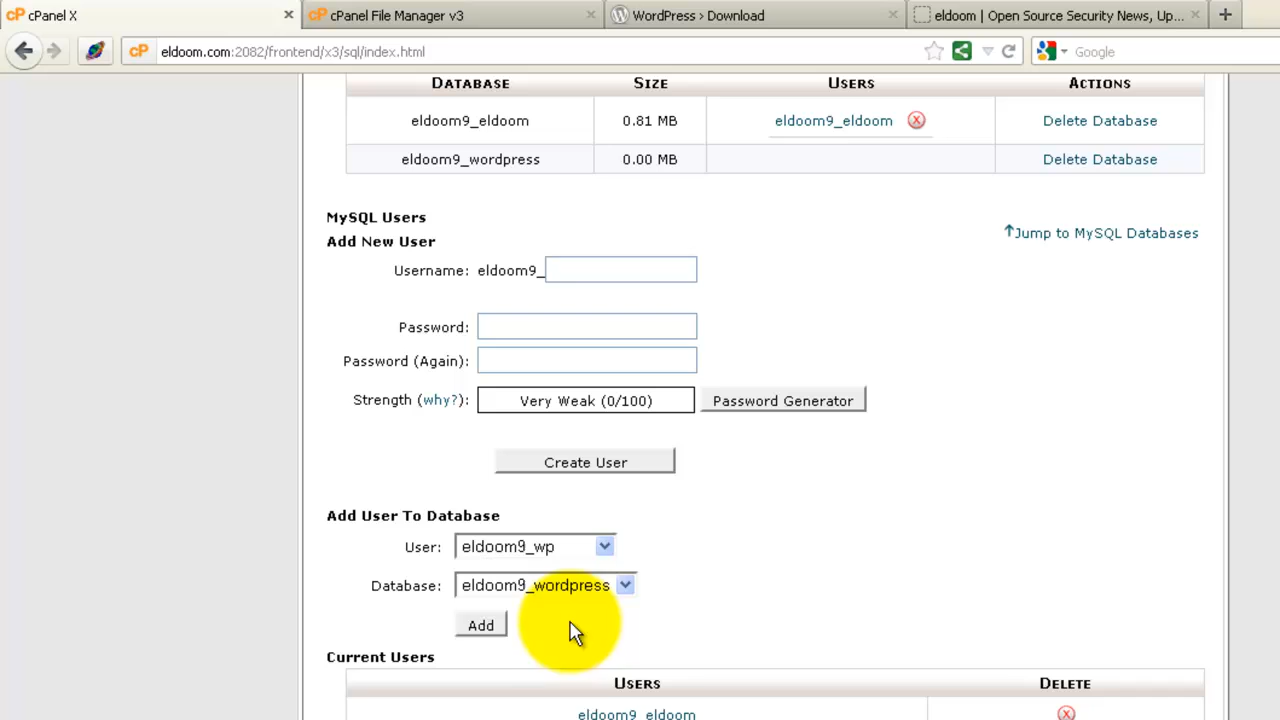 cPanel X
cPanel File Manager v3
WordPress › Download
eldoom | Open Source Security News, Up...
eldoom.com:2082/frontend/x3/sql/index.html
Google
DATABASE SIZE USERS ACTIONS
eldoom9_eldoom 0.81 MB eldoom9_eldoom Delete Database
eldoom9_wordpress 0.00 MB Delete Database
MySQL Users
Jump to MySQL Databases
Add New User
Username: eldoom9_
Password:
Password (Again):
Strength (why?): Very Weak (0/100) Password Generator
Create User
Add User To Database
User: eldoom9_wp
Database: eldoom9_wordpress
Add
Current Users
USERS DELETE
eldoom9_eldoom